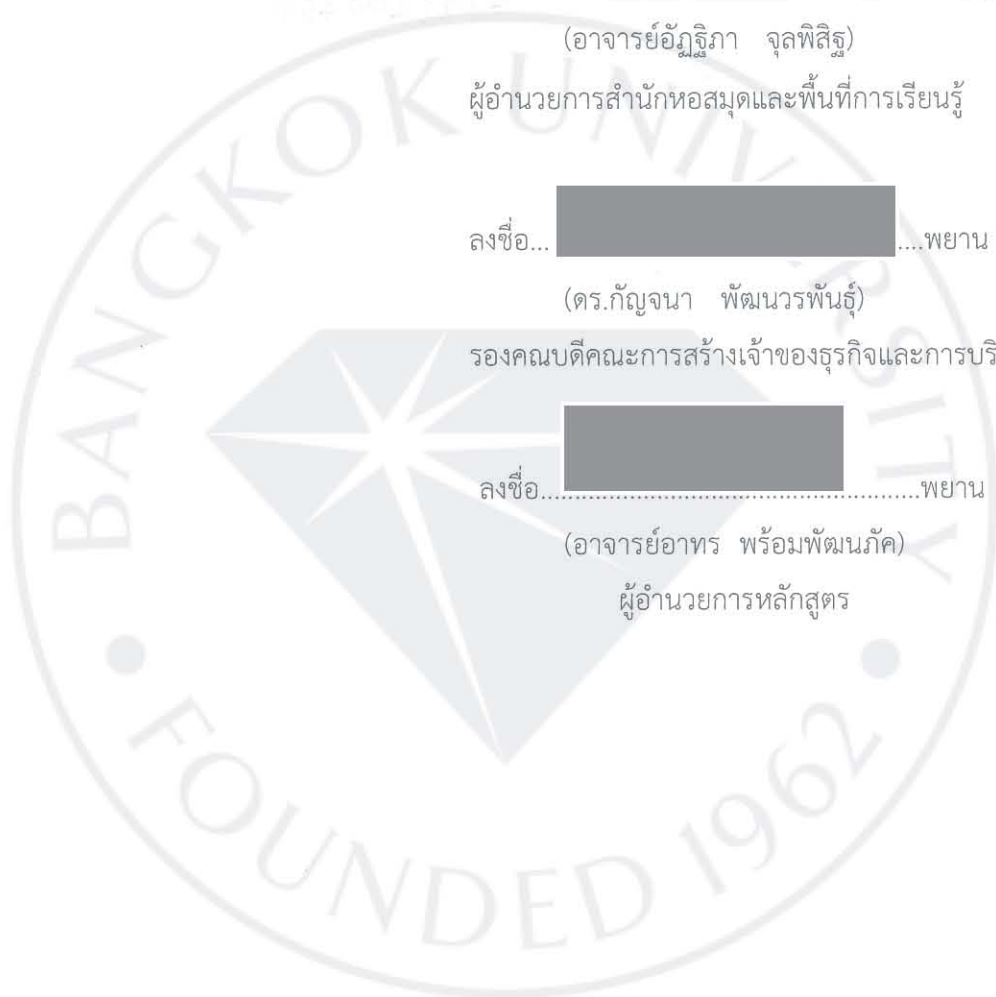 (อาจารย์อัฏฐิภา จุลพิสิฐ)
ผู้อำนวยการสำนักหอสมุดและพื้นที่การเรียนรู้
ลงชื่อ... ....พยาน
(ดร.กัญจนา พัฒนวรพันธุ์)
รองคณบดีคณะการสร้างเจ้าของธุรกิจและการบริ
ลงชื่อ.......................................................พยาน
(อาจารย์อาทร พร้อมพัฒนภัค)
ผู้อำนวยการหลักสูตร
BANGKOK UNIVERSITY
FOUNDED 1962